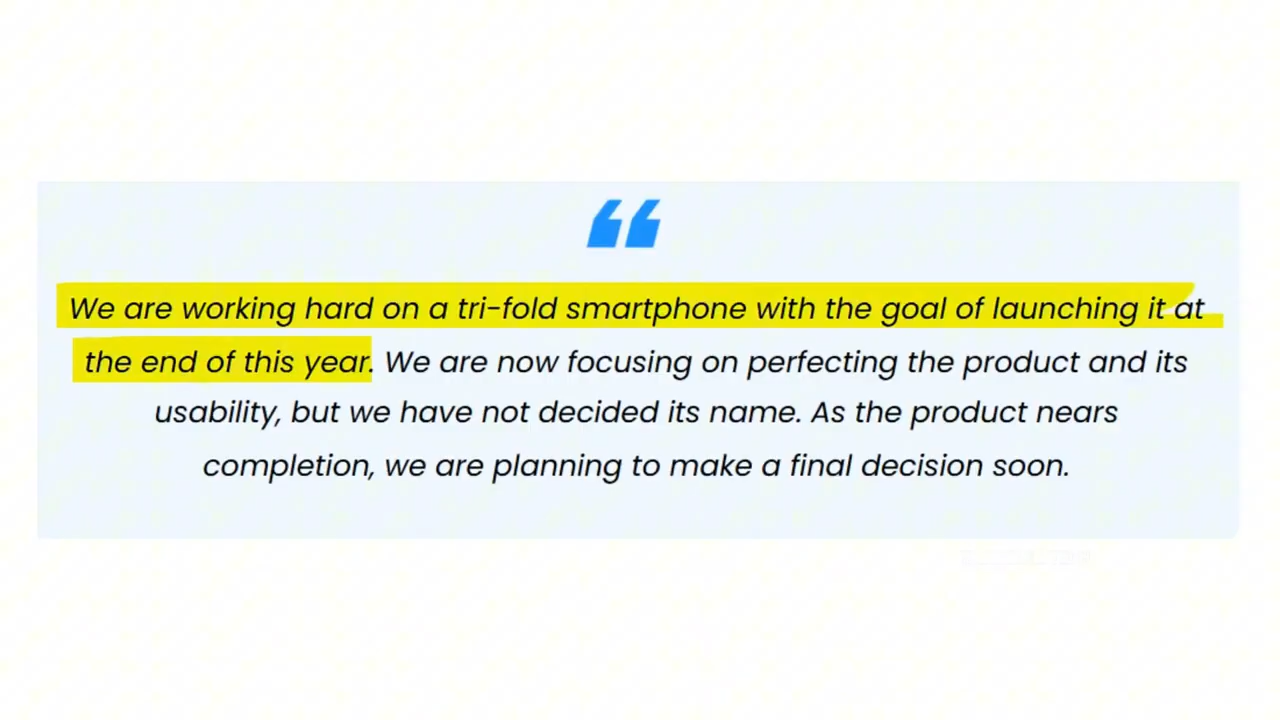 “
We are working hard on a tri-fold smartphone with the goal of launching it at
the end of this year. We are now focusing on perfecting the product and its
usability, but we have not decided its name. As the product nears
completion, we are planning to make a final decision soon.